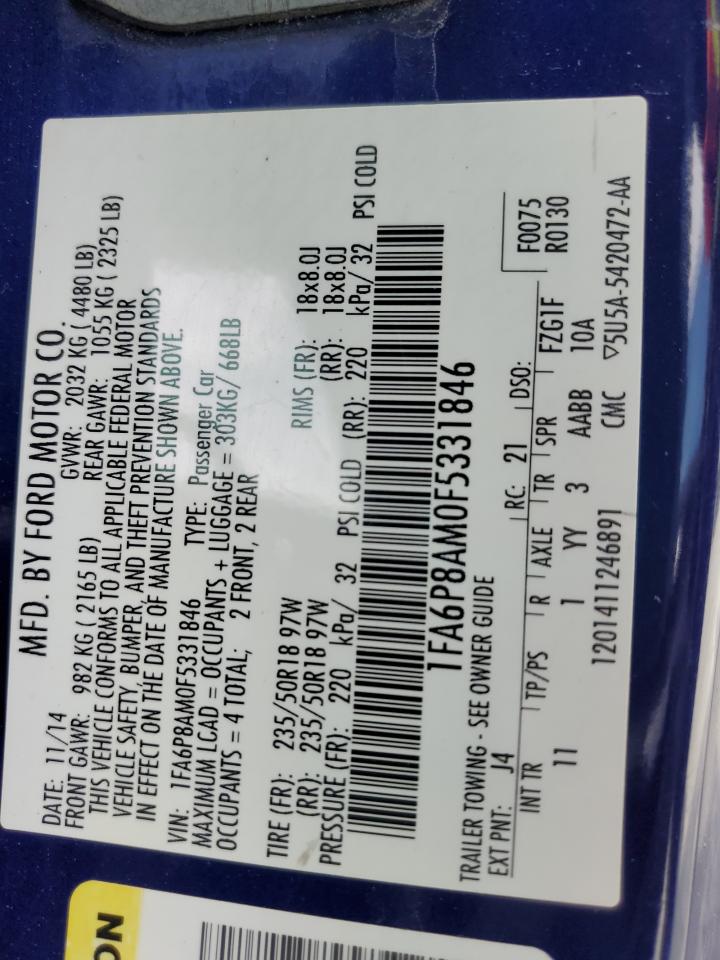 MFD. BY FORD MOTOR CO.
DATE: 11/14 GVWR: 2032 KG ( 4480 LB)
FRONT GAWR: 982 KG ( 2165 LB) REAR GAWR: 1055 KG ( 2325 LB)
THIS VEHICLE CONFORMS TO ALL APPLICABLE FEDERAL MOTOR
VEHICLE SAFETY, BUMPER, AND THEFT PREVENTION STANDARDS
IN EFFECT ON THE DATE OF MANUFACTURE SHOWN ABOVE.
VIN: 1FA6P8AM0F5331846 TYPE: Passenger Car
MAXIMUM LOAD = OCCUPANTS + LUGGAGE = 303KG/ 668LB
OCCUPANTS = 4 TOTAL; 2 FRONT, 2 REAR
TIRE (FR): 235/50R18 97W RIMS (FR): 18x8.0J
(RR): 235/50R18 97W (RR): 18x8.0J
PRESSURE (FR): 220 kPa/ 32 PSI COLD (RR): 220 kPa/ 32 PSI COLD
1FA6P8AM0F5331846
TRAILER TOWING - SEE OWNER GUIDE
EXT PNT: J4 RC: 21 DSO: F0075
R0130
INT TR TP/PS R AXLE TR SPR FZG1F
11 1 YY 3 AABB 10A
1201411246891 CMC ▽5U5A-5420472-AA
ON